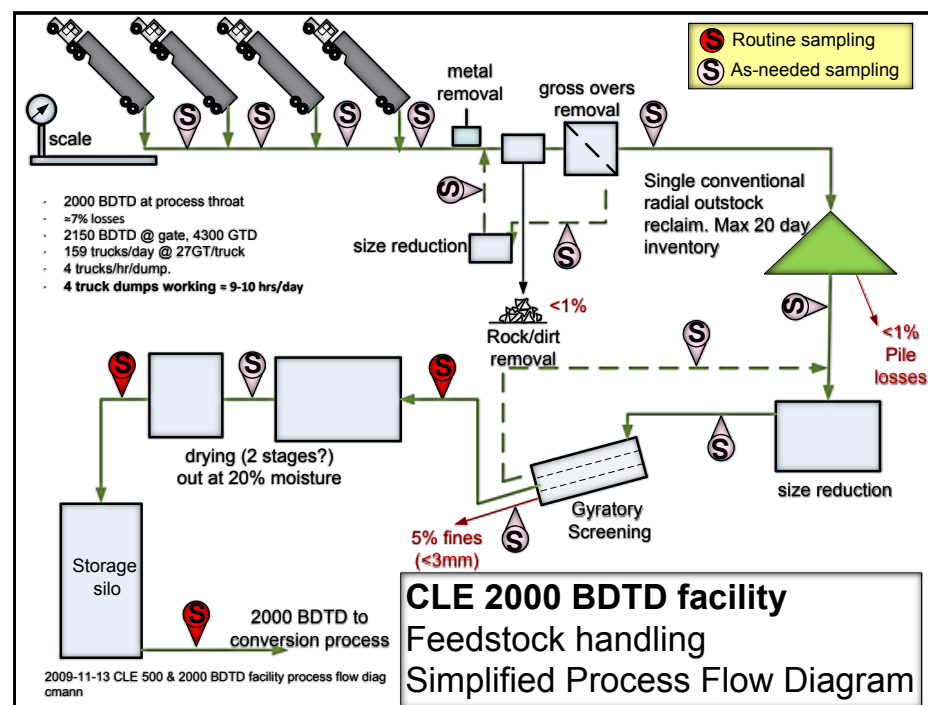 S Routine sampling
S As-needed sampling
metal
removal
gross overs
removal
scale
S
S
S
S
S
· 2000 BDTD at process throat
· ≈7% losses
· 2150 BDTD @ gate, 4300 GTD
· 159 trucks/day @ 27GT/truck
· 4 trucks/hr/dump.
· 4 truck dumps working ≈ 9-10 hrs/day
S
size reduction
S
Single conventional
radial outstock
reclaim. Max 20 day
inventory
<1%
Rock/dirt
removal
S
S
<1%
Pile
losses
S
S
S
drying (2 stages?)
out at 20% moisture
S
size reduction
Gyratory
Screening
5% fines
(<3mm)
S
Storage
silo
S
2000 BDTD to
conversion process
CLE 2000 BDTD facility
Feedstock handling
Simplified Process Flow Diagram
2009-11-13 CLE 500 & 2000 BDTD facility process flow diag
cmann